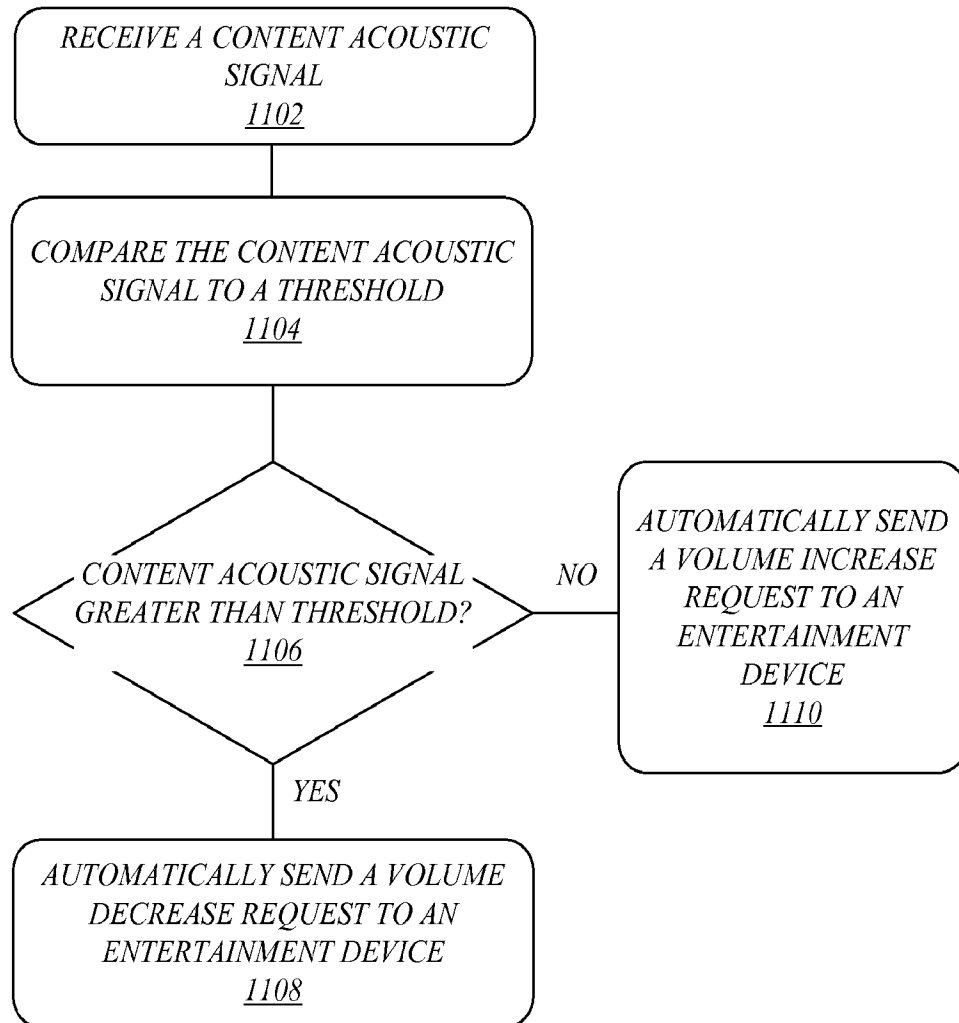 RECEIVE A CONTENT ACOUSTIC
SIGNAL
1102
COMPARE THE CONTENT ACOUSTIC
SIGNAL TO A THRESHOLD
1104
CONTENT ACOUSTIC SIGNAL
GREATER THAN THRESHOLD?
1106
NO
AUTOMATICALLY SEND
A VOLUME INCREASE
REQUEST TO AN
ENTERTAINMENT
DEVICE
1110
YES
AUTOMATICALLY SEND A VOLUME
DECREASE REQUEST TO AN
ENTERTAINMENT DEVICE
1108